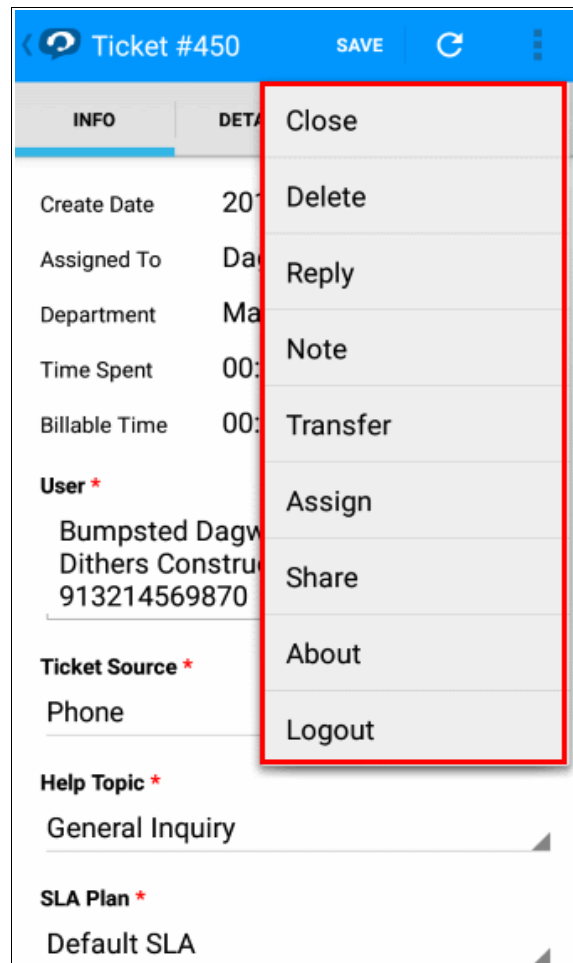 Ticket #450
SAVE
INFO
DETA
Close
Delete
Reply
Note
Transfer
Assign
Share
About
Logout
Create Date 201
Assigned To Dag
Department Ma
Time Spent 00:
Billable Time 00:
User *
Bumpsted Dagw
Dithers Constru
913214569870
Ticket Source *
Phone
Help Topic *
General Inquiry
SLA Plan *
Default SLA